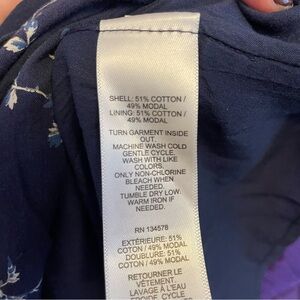 SHELL: 51% COTTON /
49% MODAL
LINING: 51% COTTON /
49% MODAL
TURN GARMENT INSIDE
OUT.
MACHINE WASH COLD
GENTLE CYCLE.
WASH WITH LIKE
COLORS.
ONLY NON-CHLORINE
BLEACH WHEN
NEEDED.
TUMBLE DRY LOW.
WARM IRON IF
NEEDED.
RN 134578
EXTÉRIEURE: 51%
COTON / 49% MODAL
DOUBLURE: 51%
COTON / 49% MODAL
RETOURNER LE
VÊTEMENT.
LAVAGE À L'EAU
FROIDE, CYCLE